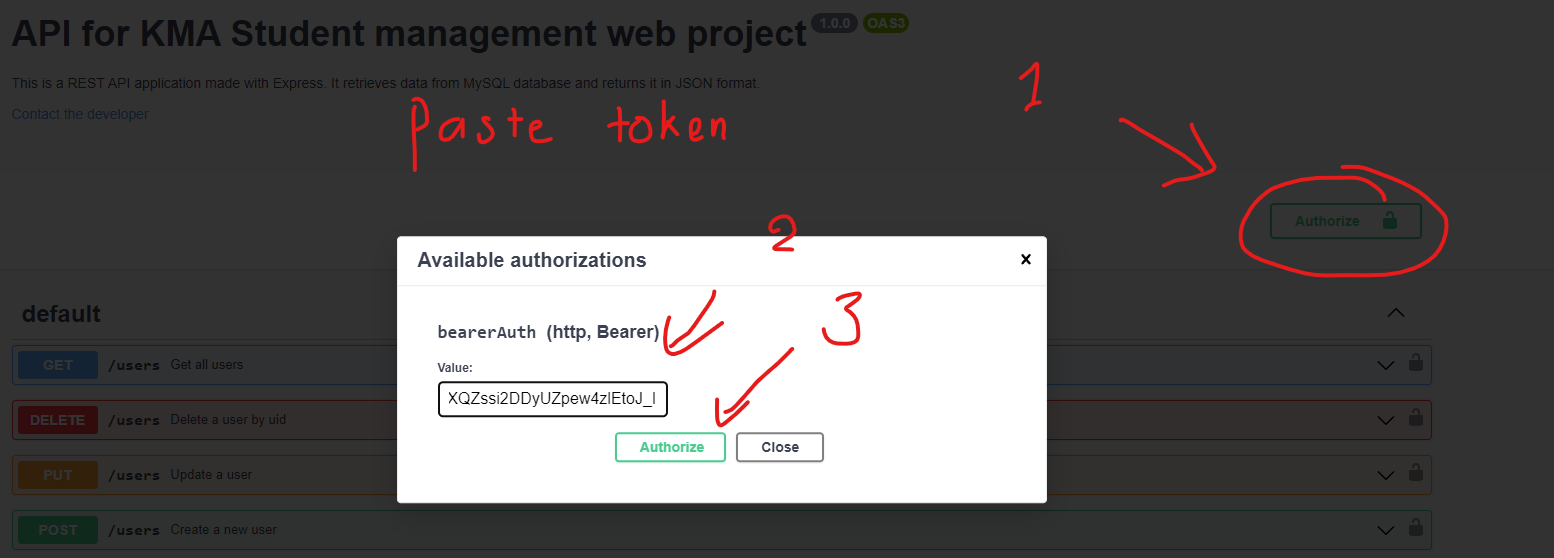 API for KMA Student management web project 1.0.0 OAS3
This is a REST API application made with Express. It retrieves data from MySQL database and returns it in JSON format.
Contact the developer
Paste token
1
Authorize
2
Available authorizations ×
3
bearerAuth (http, Bearer)
Value:
XQZssi2DDyUZpew4zlEtoJ_I
Authorize Close
default
GET /users Get all users
DELETE /users Delete a user by uid
PUT /users Update a user
POST /users Create a new user